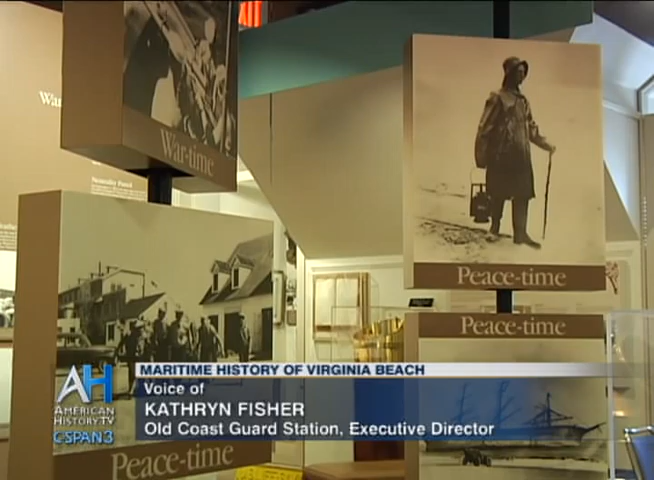 War-time
Peace-time
Peace-time
Peace-time
MARITIME HISTORY OF VIRGINIA BEACH
Voice of
KATHRYN FISHER
Old Coast Guard Station, Executive Director
AH
AMERICAN
HISTORY TV
C-SPAN3